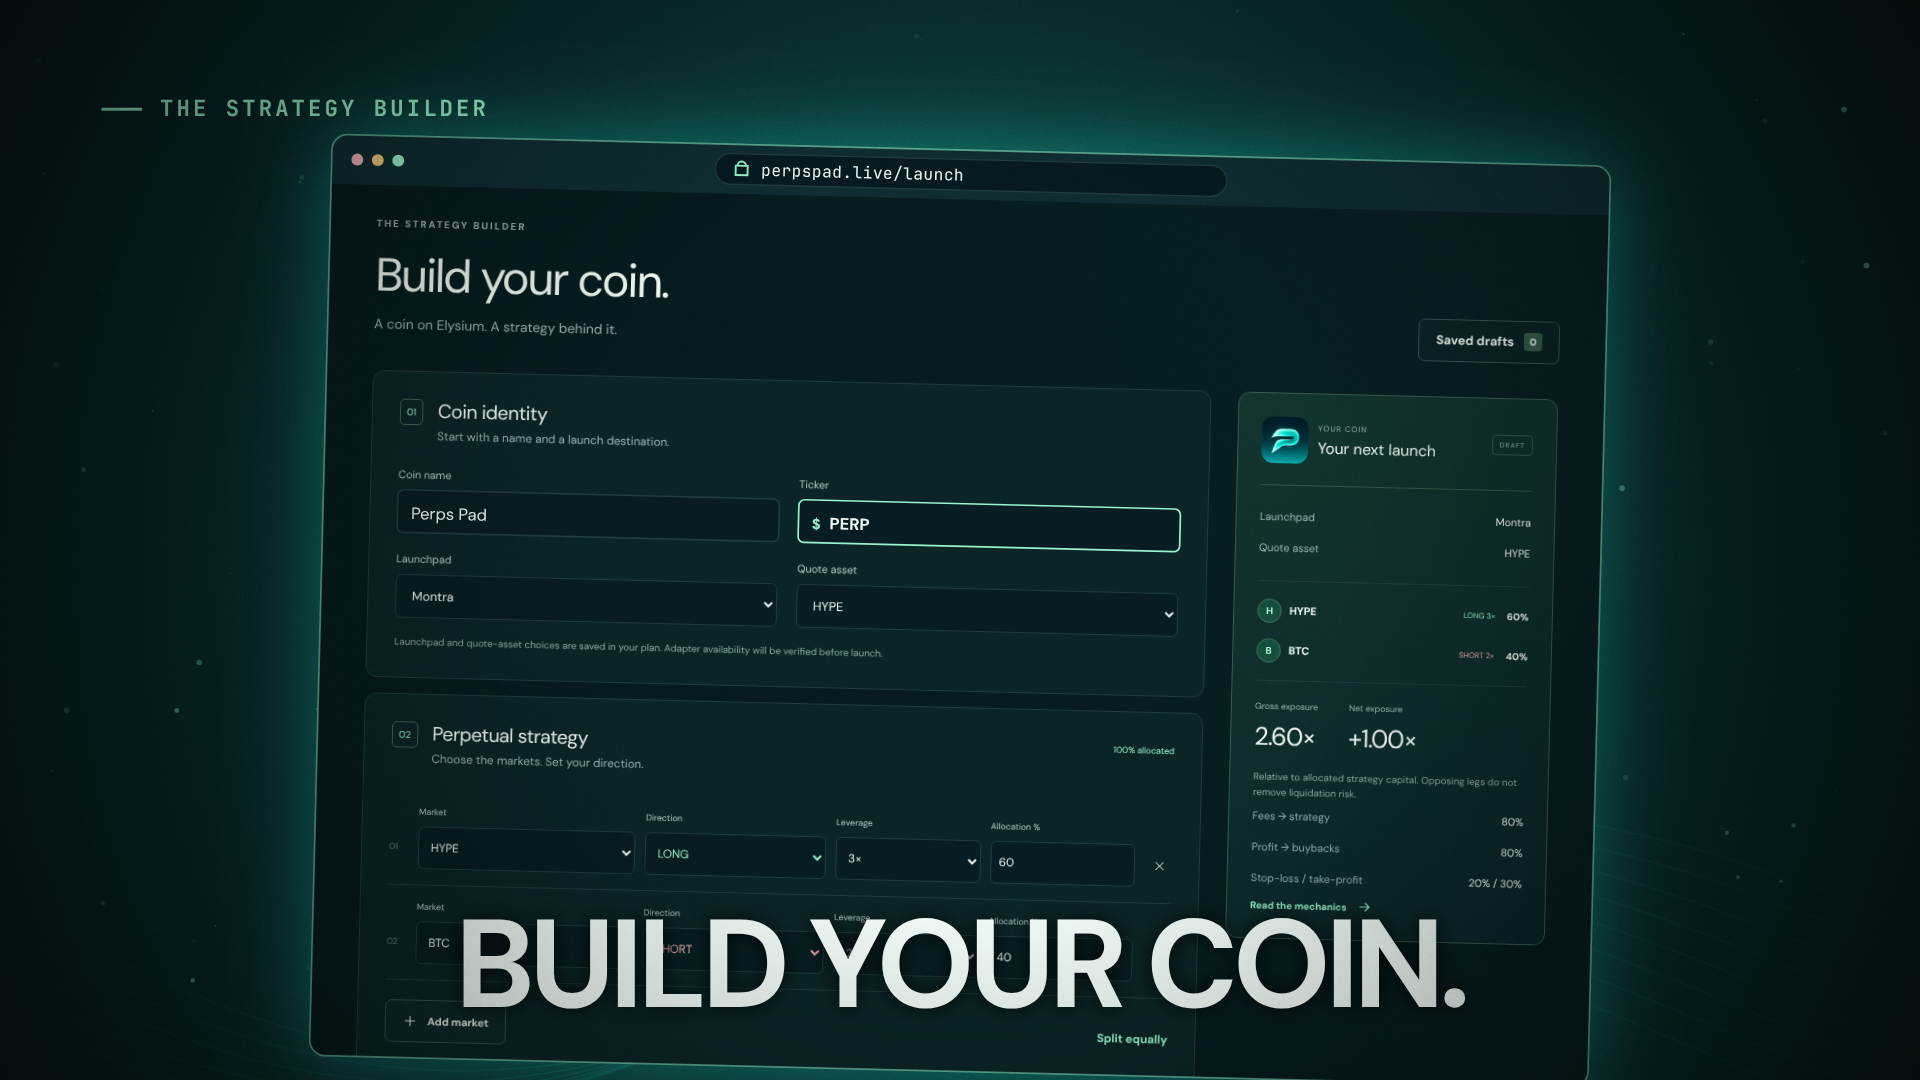 THE STRATEGY BUILDER
perpspad.live/launch
THE STRATEGY BUILDER
Build your coin.
A coin on Elysium. A strategy behind it.
Saved drafts 0
01 Coin identity
Start with a name and a launch destination.
Coin name Ticker
Perps Pad $ PERP
Launchpad Quote asset
Montra HYPE
Launchpad and quote-asset choices are saved in your plan. Adapter availability will be verified before launch.
02 Perpetual strategy
Choose the markets. Set your direction.
100% allocated
Market Direction Leverage Allocation %
01 HYPE LONG 3× 60 ×
Market Direction Leverage Allocation
02 BTC SHORT 40
+ Add market
Split equally
YOUR COIN
Your next launch
DRAFT
Launchpad Montra
Quote asset HYPE
H HYPE LONG 3× 60%
B BTC SHORT 2× 40%
Gross exposure Net exposure
2.60× +1.00×
Relative to allocated strategy capital. Opposing legs do not
remove liquidation risk.
Fees → strategy 80%
Profit → buybacks 80%
Stop-loss / take-profit 20% / 30%
Read the mechanics →
BUILD YOUR COIN.